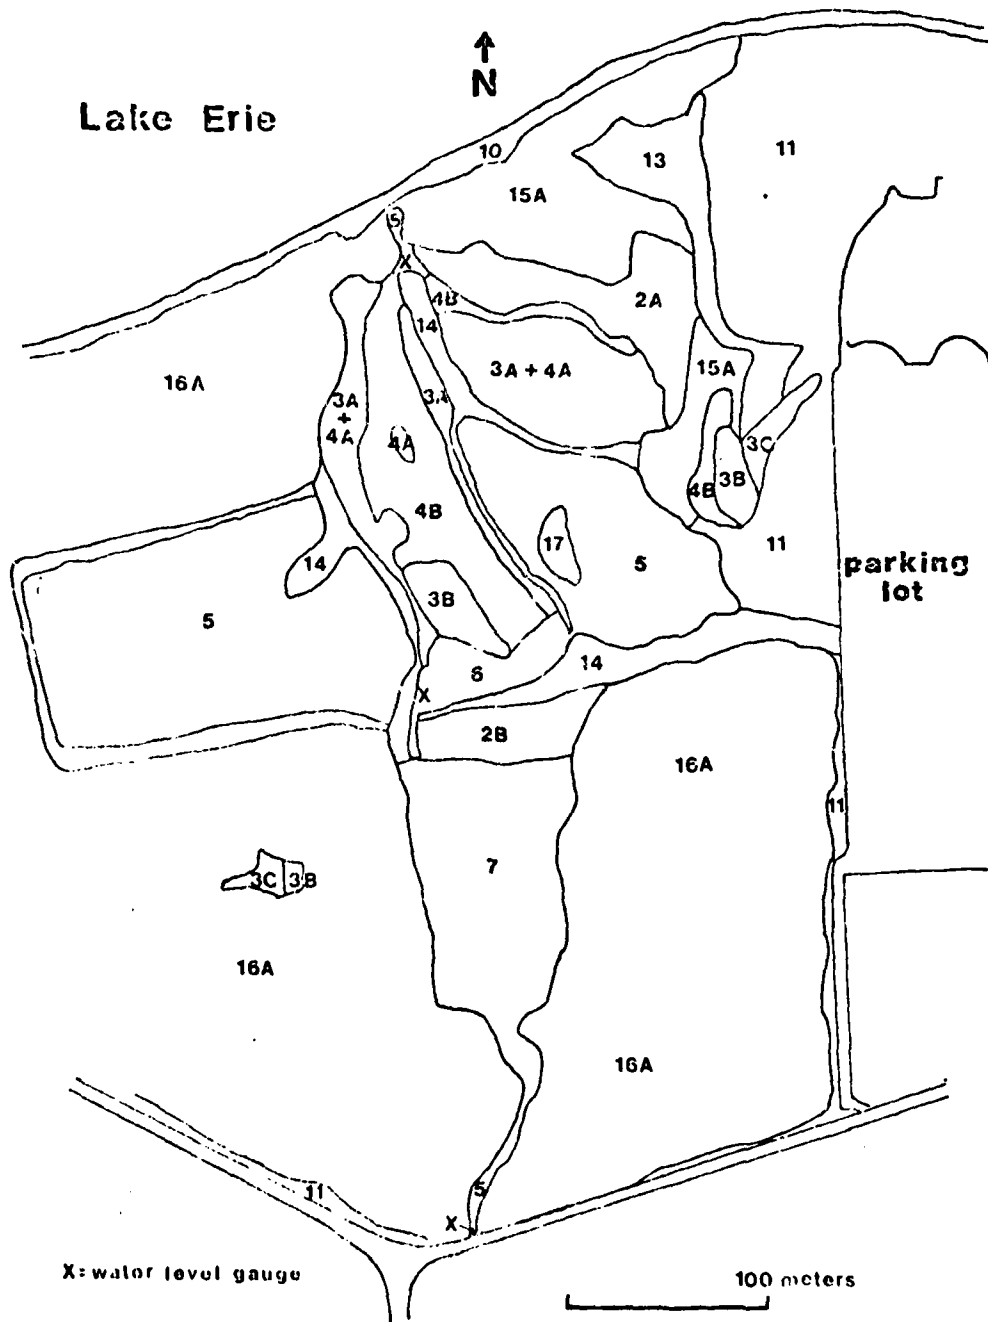 N
Lake Erie
10
13
11
15A
5
X
4B
2A
14
3A + 4A
15A
16A
3A
+
4A
3A
4A
3C
3B
4B
4B
17
5
11
14
parking
lot
3B
5
6
14
X
2B
16A
11
7
3C 3B
16A
16A
11
5
X
X=water level gauge
100 meters